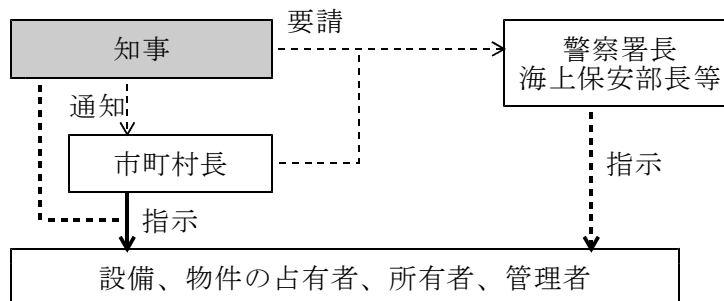 要請
知事
警察署長
海上保安部長等
通知
市町村長
指示
指示
設備、物件の占有者、所有者、管理者